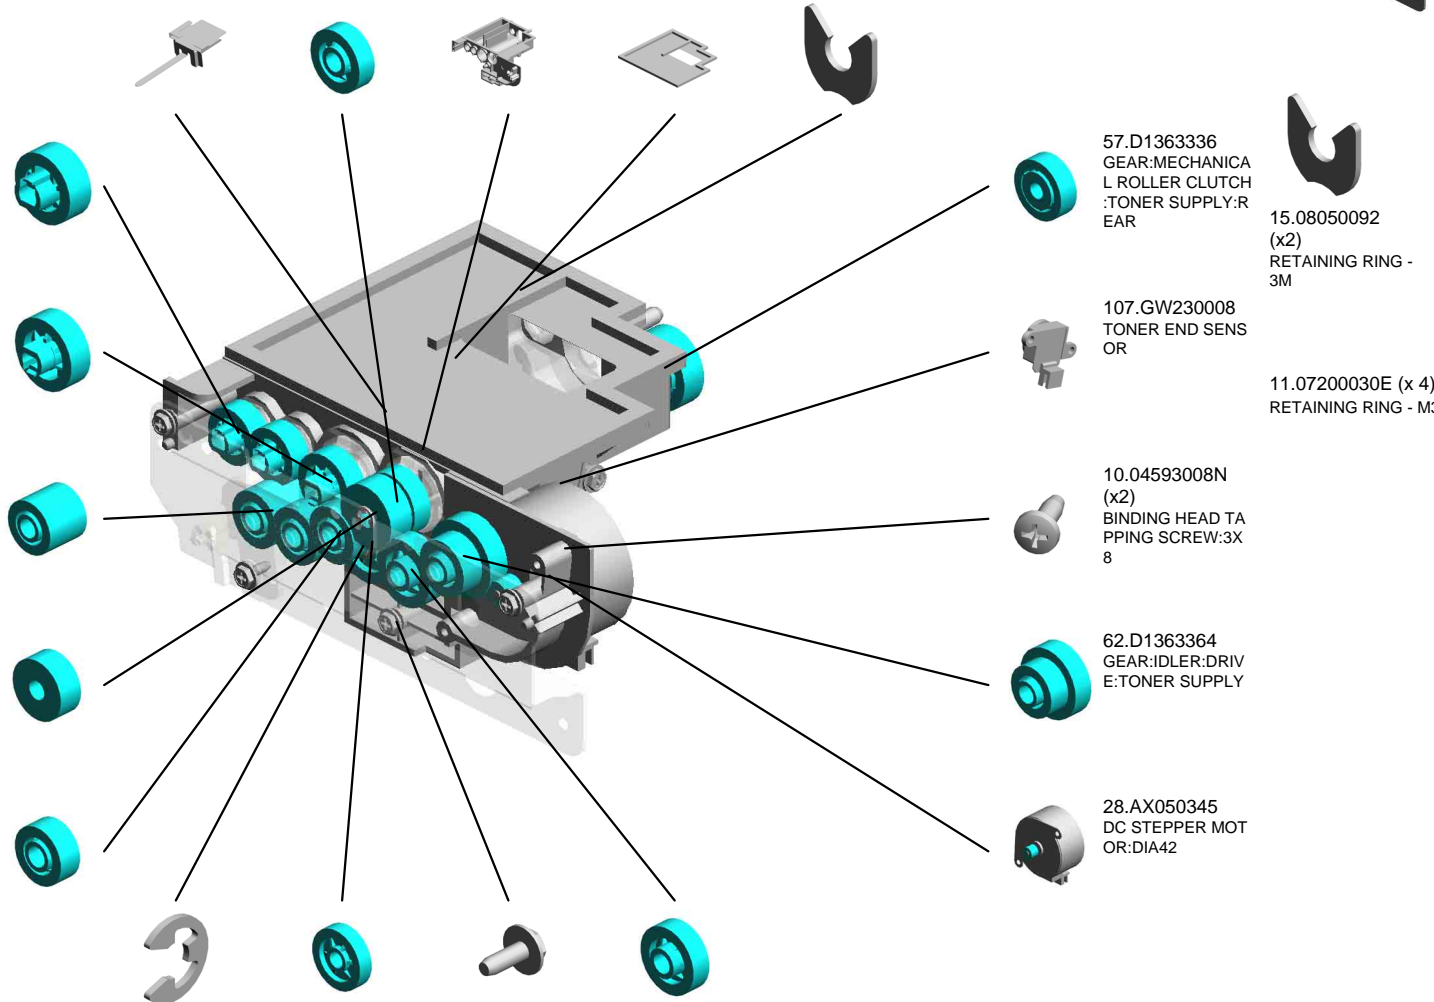 57.D1363336
GEAR:MECHANICA
L ROLLER CLUTCH
:TONER SUPPLY:R
EAR
15.08050092
(x2)
RETAINING RING -
3M
107.GW230008
TONER END SENS
OR
11.07200030E (x 4)
RETAINING RING -
10.04593008N
(x2)
BINDING HEAD TA
PPING SCREW:3X
8
62.D1363364
GEAR:IDLER:DRIV
E:TONER SUPPLY
28.AX050345
DC STEPPER MOT
OR:DIA42